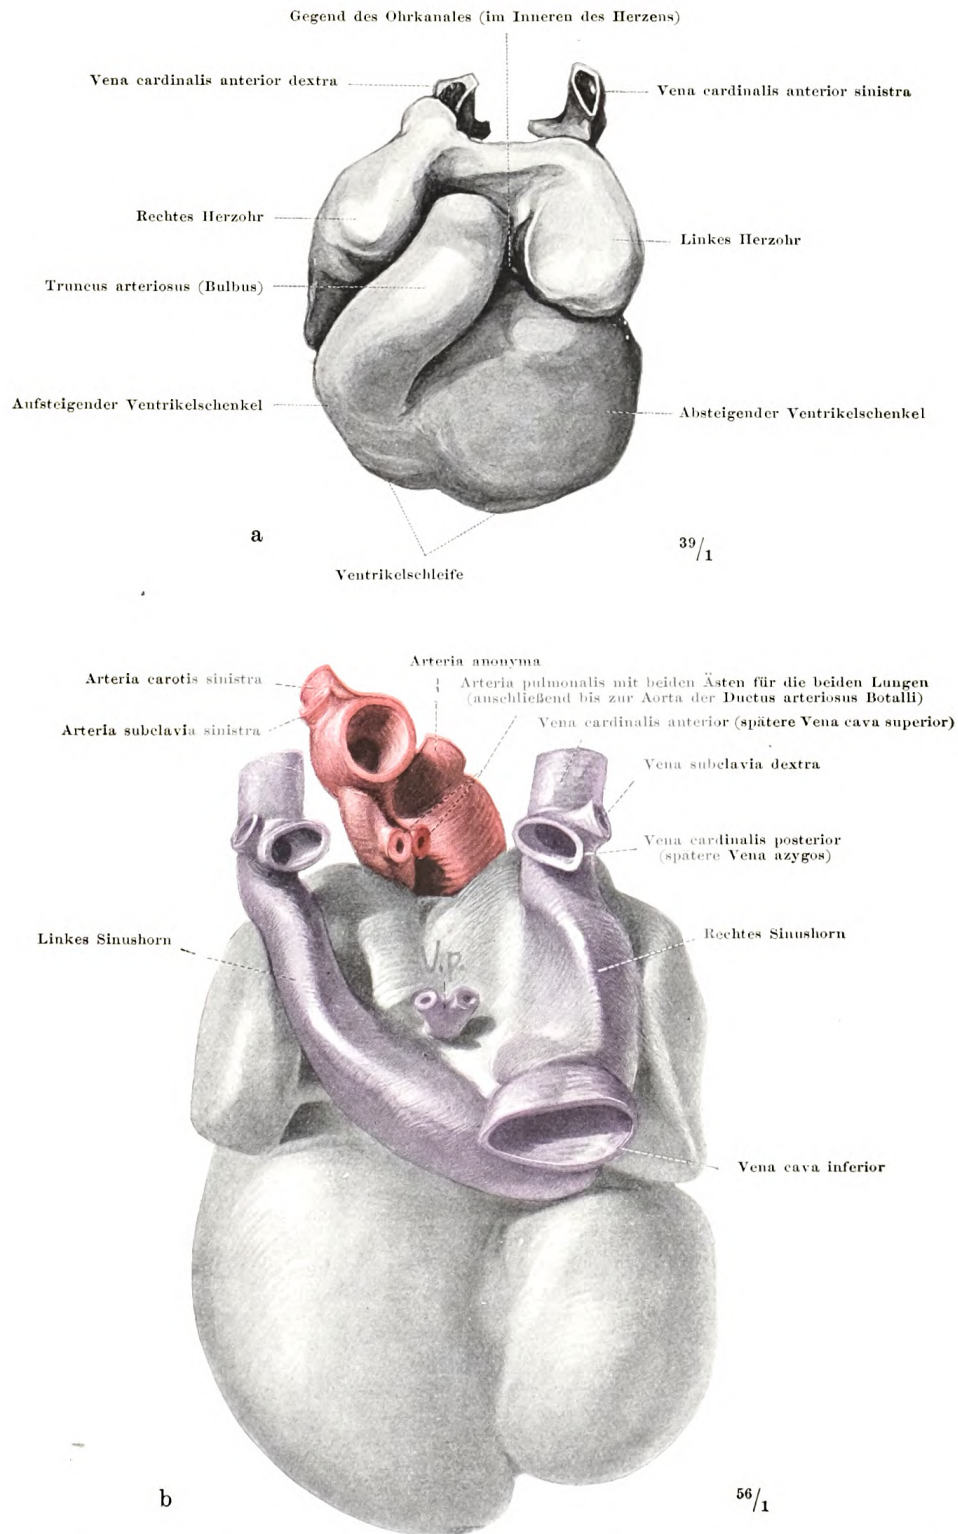 Gegend des Ohrkanales (im Inneren des Herzens)
Vena cardinalis anterior dextra
Vena cardinalis anterior sinistra
Rechtes Herzohr
Linkes Herzohr
Truncus arteriosus (Bulbus)
Aufsteigender Ventrikelschenkel
Absteigender Ventrikelschenkel
a
39/1
Ventrikelschleife
Arteria anonyma
Arteria carotis sinistra
Arteria pulmonalis mit beiden Ästen für die beiden Lungen
(anschließend bis zur Aorta der Ductus arteriosus Botalli)
Arteria subclavia sinistra
Vena cardinalis anterior (spätere Vena cava superior)
Vena subclavia dextra
Vena cardinalis posterior
(spätere Vena azygos)
Linkes Sinushorn
Rechtes Sinushorn
V.p.
Vena cava inferior
b
56/1